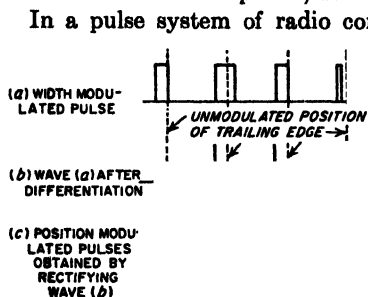 In a pulse system of radio
(a) WIDTH MODU-
LATED PULSE
UNMODULATED POSITION
OF TRAILING EDGE
(b) WAVE (a) AFTER
DIFFERENTIATION
(c) POSITION MODU-
LATED PULSES
OBTAINED BY
RECTIFYING
WAVE (b)